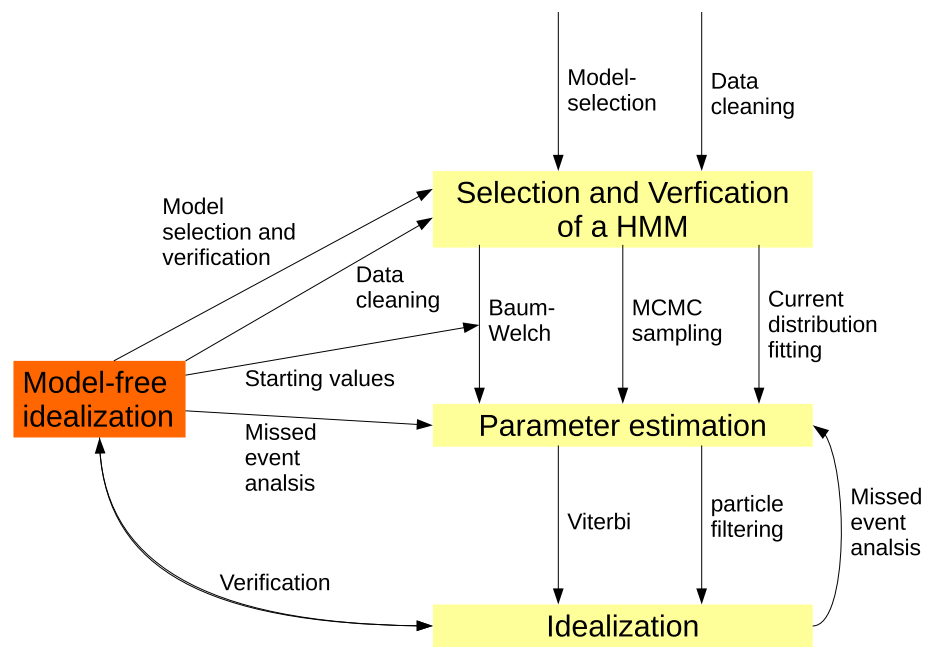 Model-
selection
Data
cleaning
Selection and Verfication
of a HMM
Model
selection and
verification
Data
cleaning
Baum-
Welch
MCMC
sampling
Current
distribution
fitting
Starting values
Model-free
idealization
Missed
event
analsis
Parameter estimation
Viterbi
particle
filtering
Missed
event
analsis
Verification
Idealization